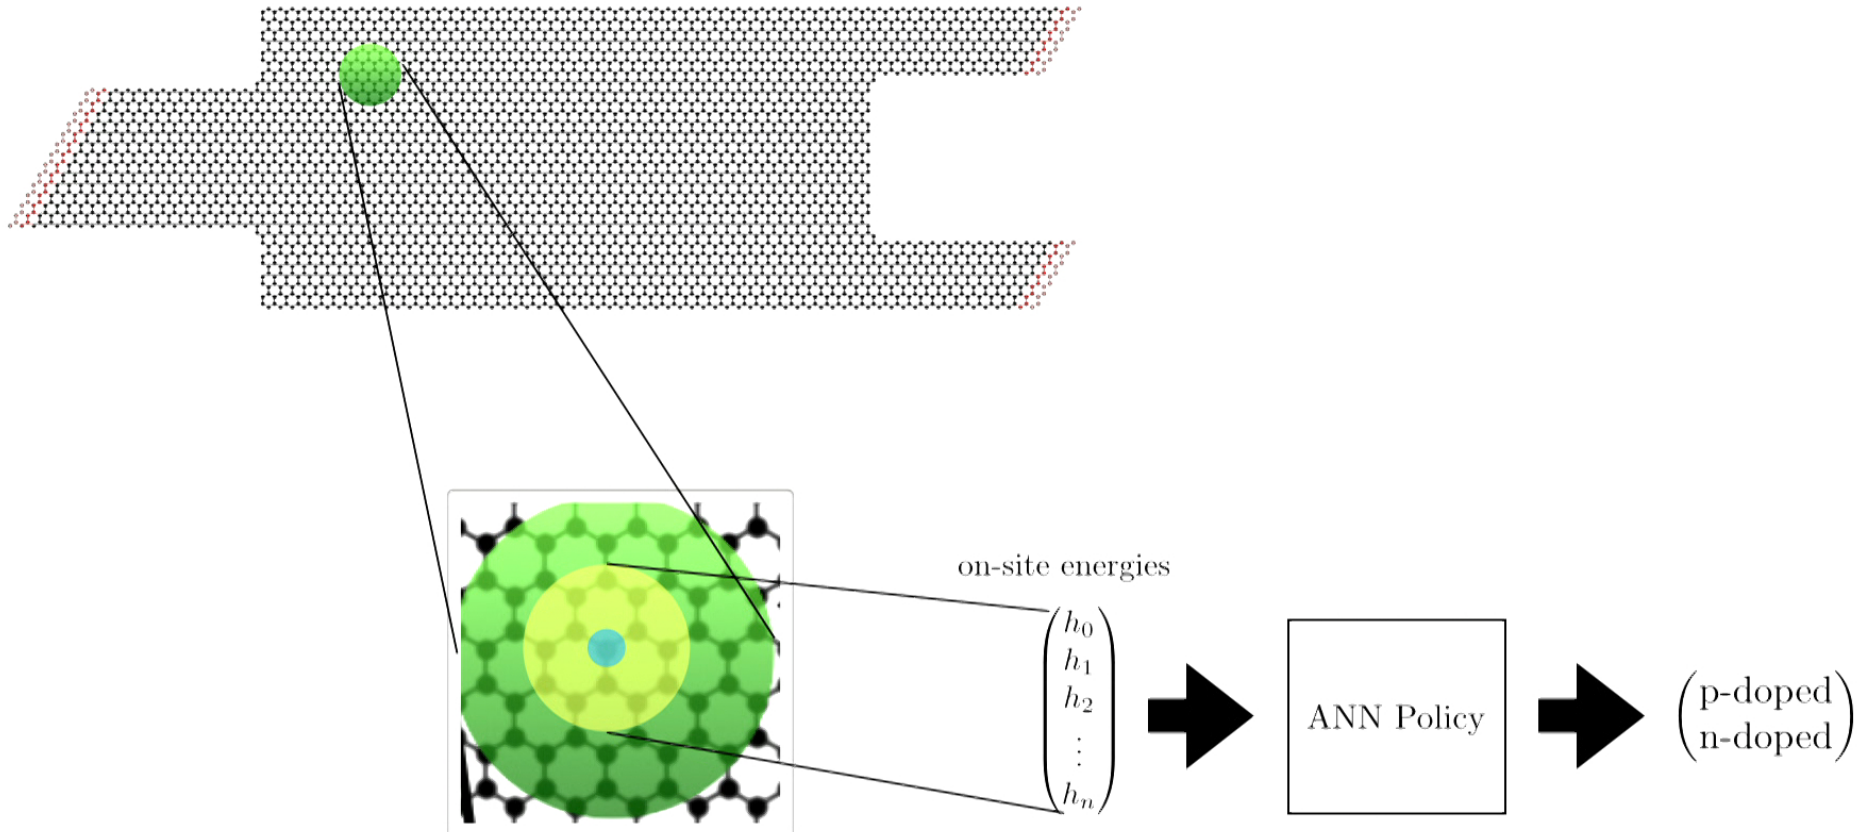 on-site energies
h₀
h₁
h₂
⋮
hₙ
ANN Policy
p-doped
n-doped